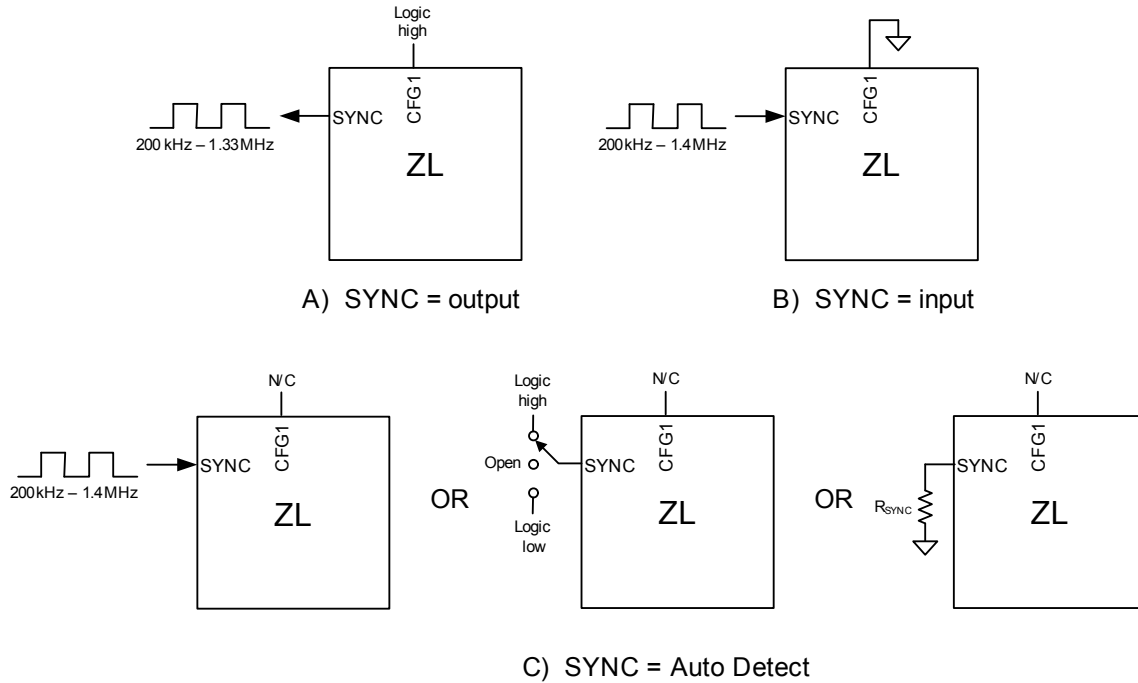 Logic
high
CFG1
SYNC
200 kHz – 1.33MHz
ZL
A) SYNC = output
CFG1
SYNC
200kHz – 1.4MHz
ZL
B) SYNC = input
N/C
CFG1
SYNC
200kHz – 1.4MHz
ZL
OR
Logic
high
Open
Logic
low
N/C
CFG1
SYNC
ZL
OR
N/C
CFG1
SYNC
RSYNC
ZL
C) SYNC = Auto Detect